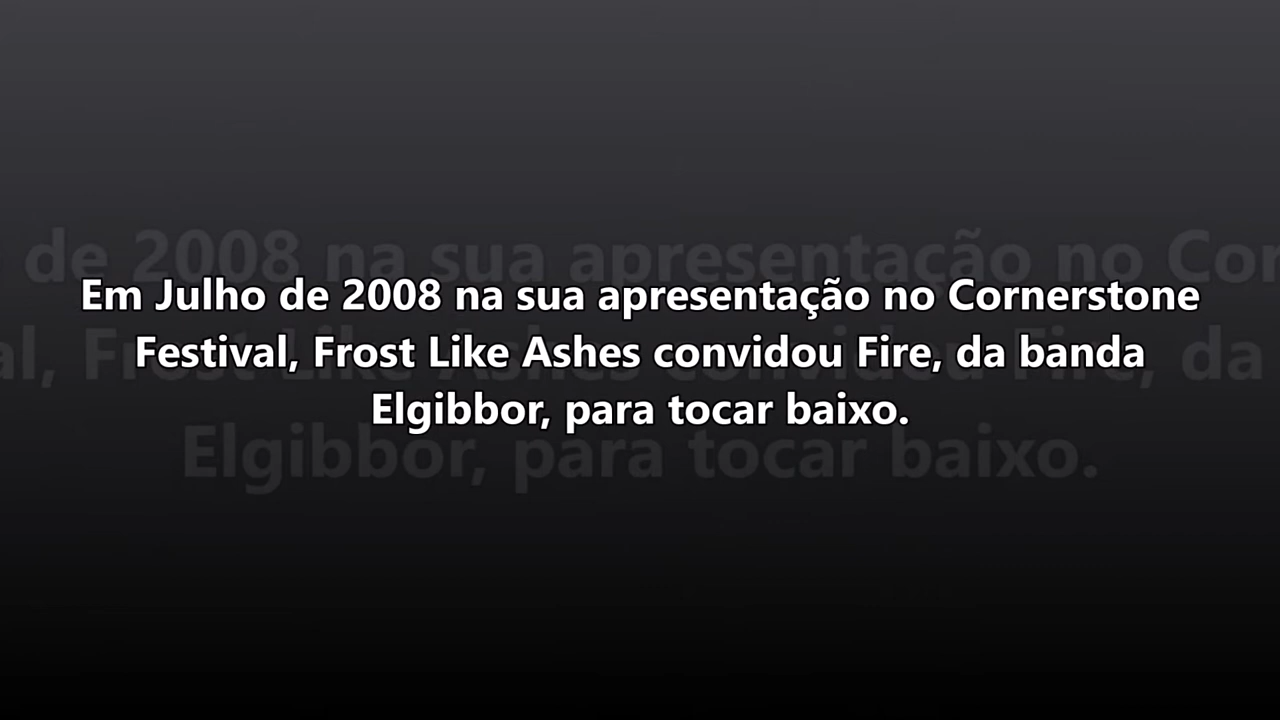 Em Julho de 2008 na sua apresentação no Cornerstone
Festival, Frost Like Ashes convidou Fire, da banda
Elgibbor, para tocar baixo.